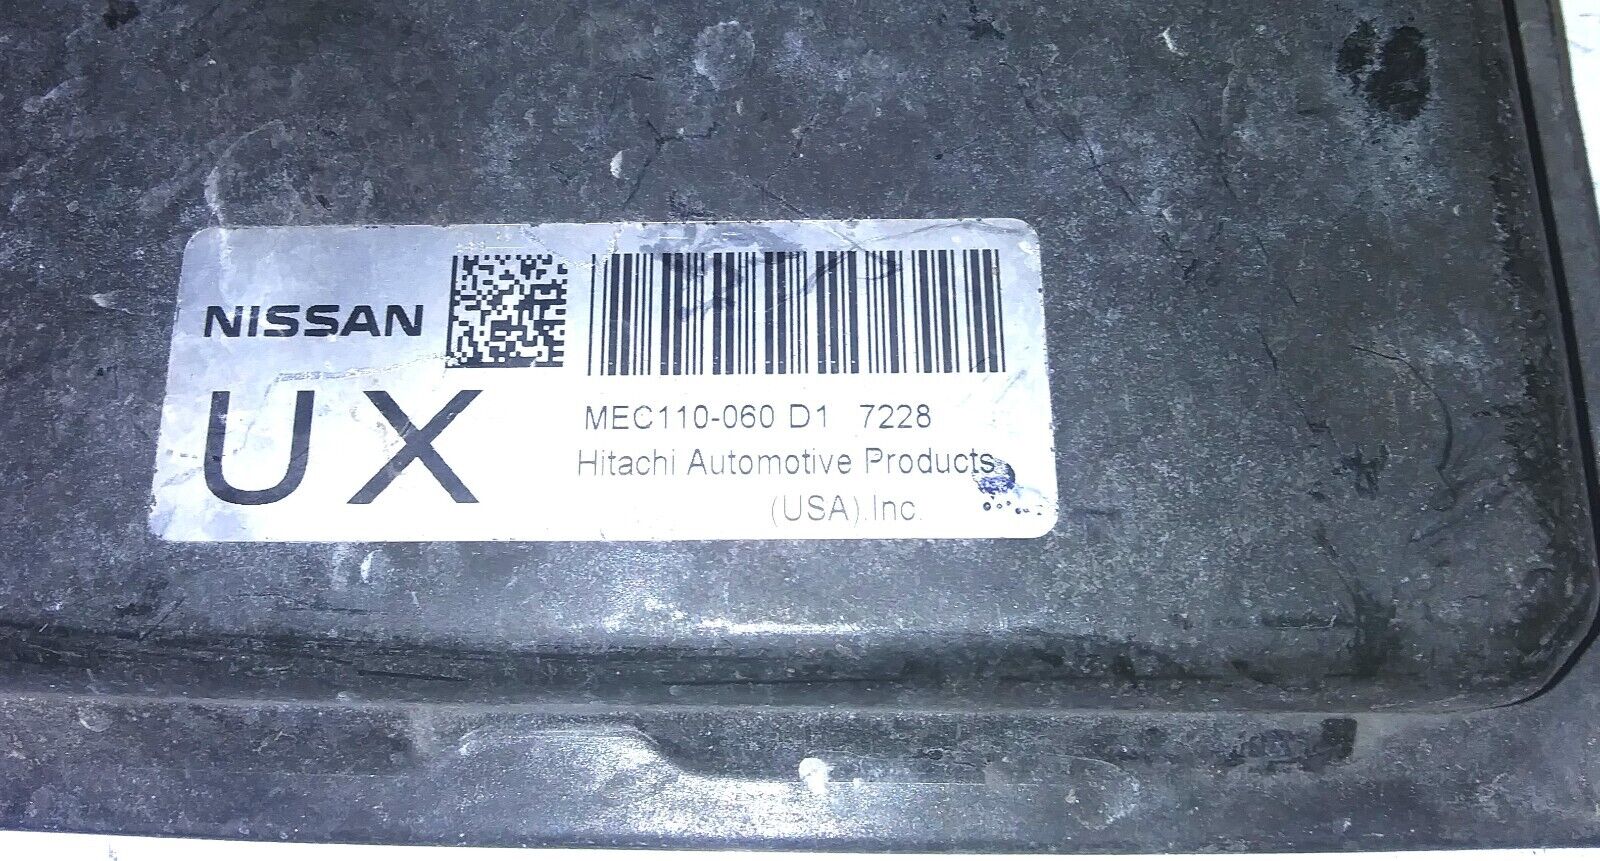 NISSAN
UX
MEC110-060 D1 7228
Hitachi Automotive Products
(USA).Inc.